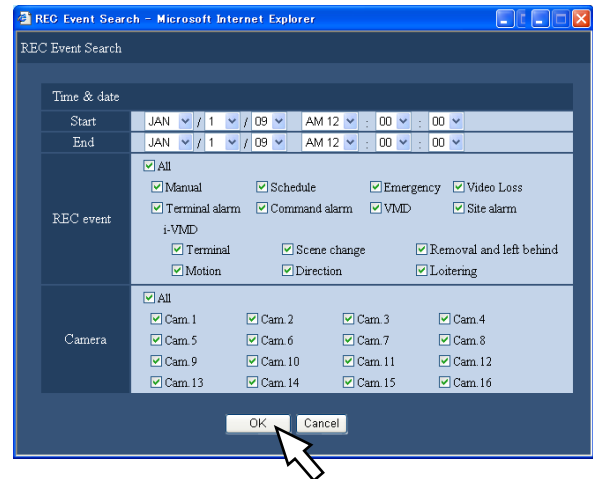 REC Event Search - Microsoft Internet Explorer
REC Event Search
Time & date
Start JAN / 1 / 09 AM 12 : 00 : 00
End JAN / 1 / 09 AM 12 : 00 : 00
All
Manual Schedule Emergency Video Loss
Terminal alarm Command alarm VMD Site alarm
REC event
i-VMD
Terminal Scene change Removal and left behind
Motion Direction Loitering
All
Cam.1 Cam.2 Cam.3 Cam.4
Camera Cam.5 Cam.6 Cam.7 Cam.8
Cam.9 Cam.10 Cam.11 Cam.12
Cam.13 Cam.14 Cam.15 Cam.16
OK Cancel